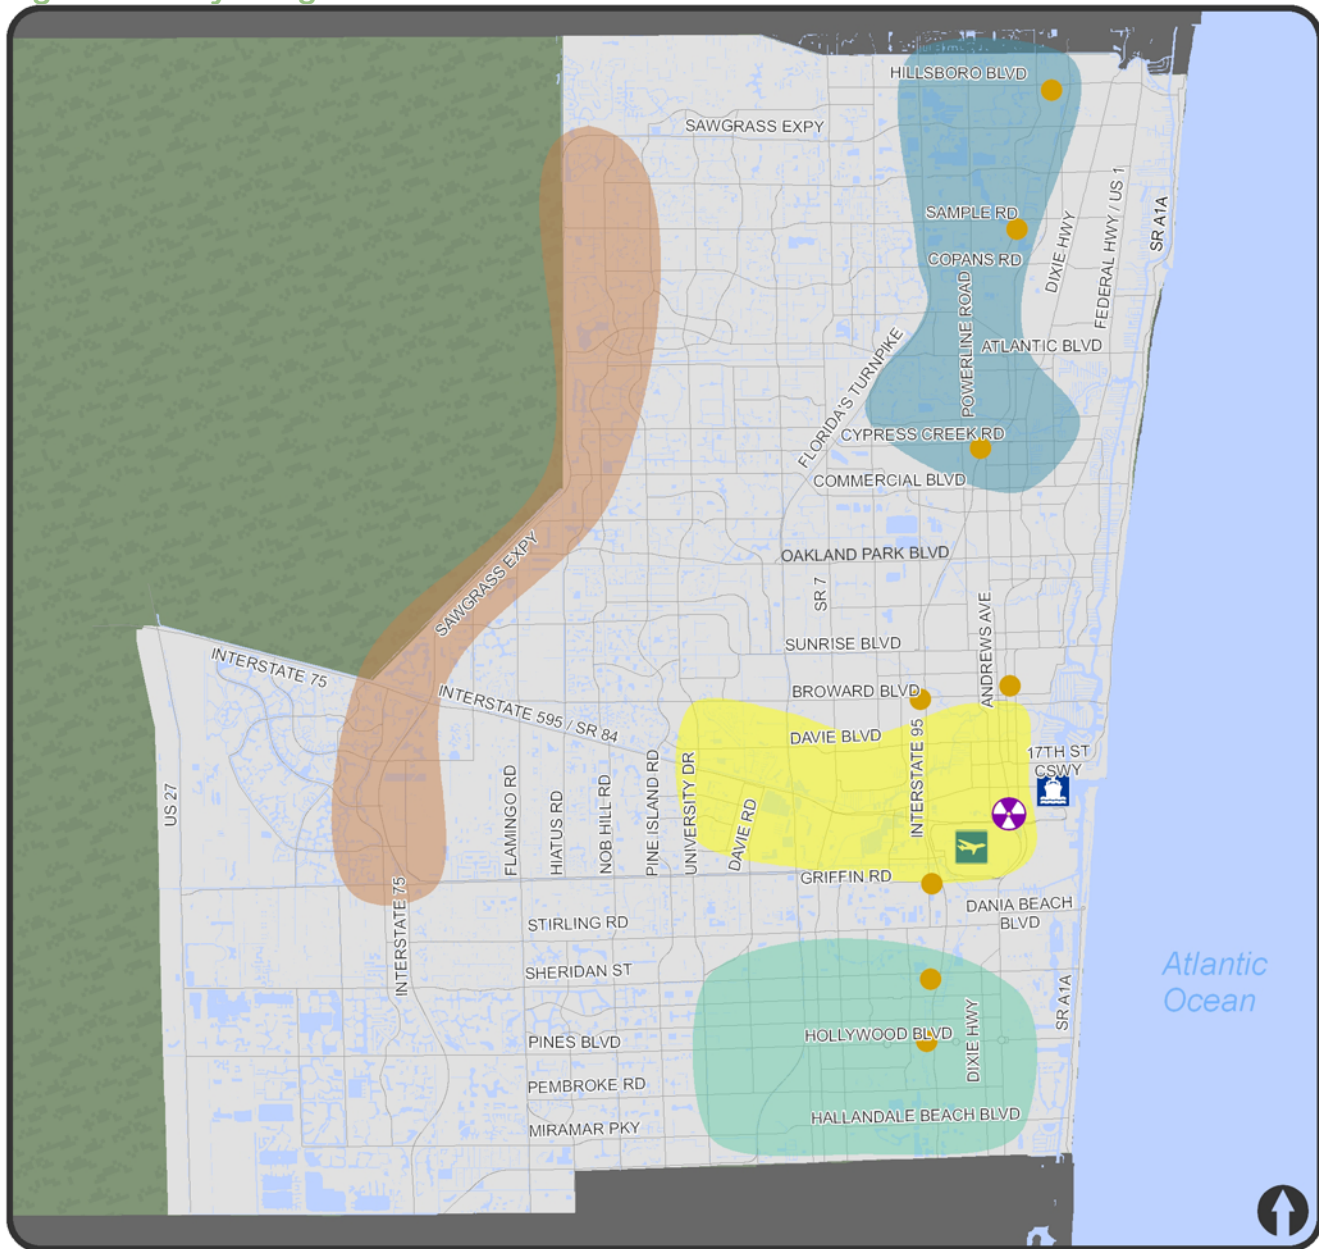 HILLSBORO BLVD
SAWGRASS EXPY
SAMPLE RD
COPANS RD
DIXIE HWY
FEDERAL HWY / US 1
SR A1A
POWERLINE ROAD
ATLANTIC BLVD
FLORIDA'S TURNPIKE
CYPRESS CREEK RD
COMMERCIAL BLVD
OAKLAND PARK BLVD
SAWGRASS EXPY
SR 7
ANDREWS AVE
SUNRISE BLVD
INTERSTATE 75
INTERSTATE 595 / SR 84
BROWARD BLVD
DAVIE BLVD
17TH ST
CSWY
INTERSTATE 95
US 27
FLAMINGO RD
HIATUS RD
NOB HILL RD
PINE ISLAND RD
UNIVERSITY DR
DAVIE RD
GRIFFIN RD
DANIA BEACH
BLVD
INTERSTATE 75
STIRLING RD
SHERIDAN ST
Atlantic
Ocean
SR A1A
HOLLYWOOD BLVD
DIXIE HWY
PINES BLVD
PEMBROKE RD
HALLANDALE BEACH BLVD
MIRAMAR PKY